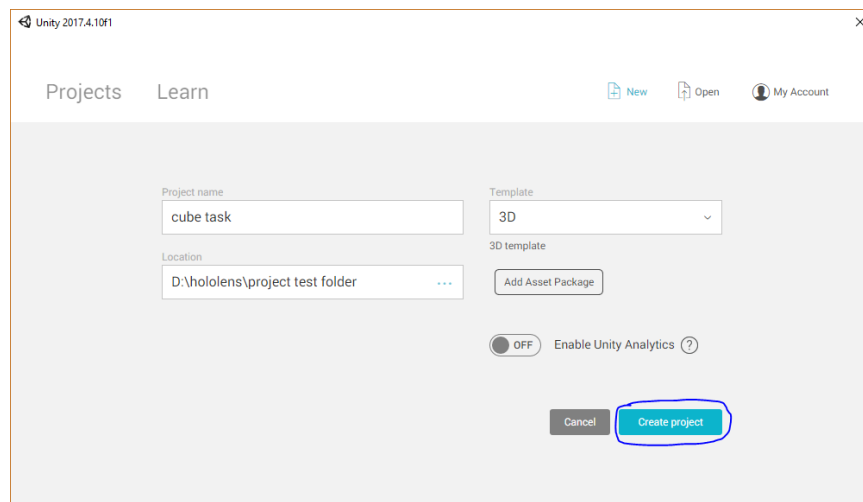 Unity 2017.4.10f1
Projects Learn New Open My Account
Project name
cube task
Template
3D
3D template
Location
D:\hololens\project test folder
Add Asset Package
OFF Enable Unity Analytics ?
Cancel Create project